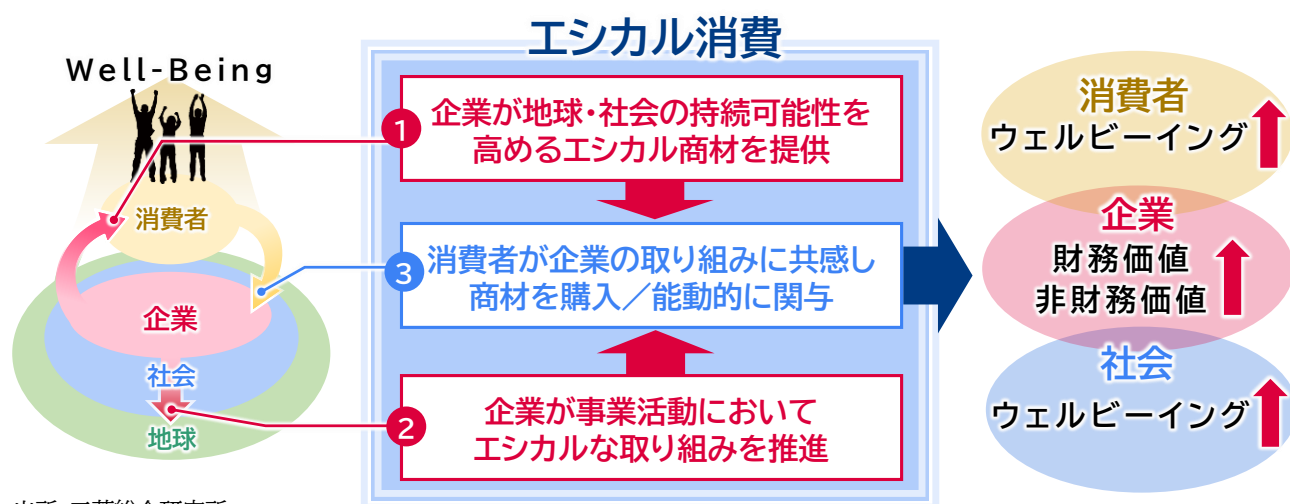 エシカル消費
Well-Being
消費者
企業
社会
地球
1
企業が地球・社会の持続可能性を
高めるエシカル商材を提供
3
消費者が企業の取り組みに共感し
商材を購入／能動的に関与
2
企業が事業活動において
エシカルな取り組みを推進
消費者
ウェルビーイング
企業
財務価値
非財務価値
社会
ウェルビーイング